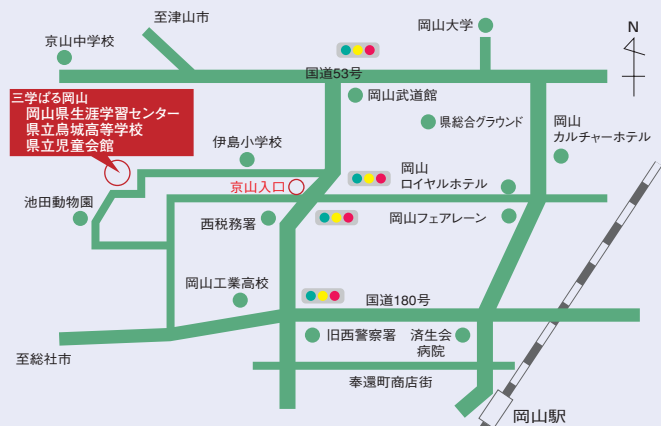 至津山市
岡山大学
N
京山中学校
国道53号
三学ぱる岡山
岡山県生涯学習センター
県立烏城高等学校
県立児童会館
岡山武道館
県総合グラウンド
岡山
カルチャーホテル
伊島小学校
京山入口
岡山
ロイヤルホテル
池田動物園
西税務署
岡山フェアレーン
岡山工業高校
国道180号
旧西警察署
済生会
病院
至総社市
奉還町商店街
岡山駅